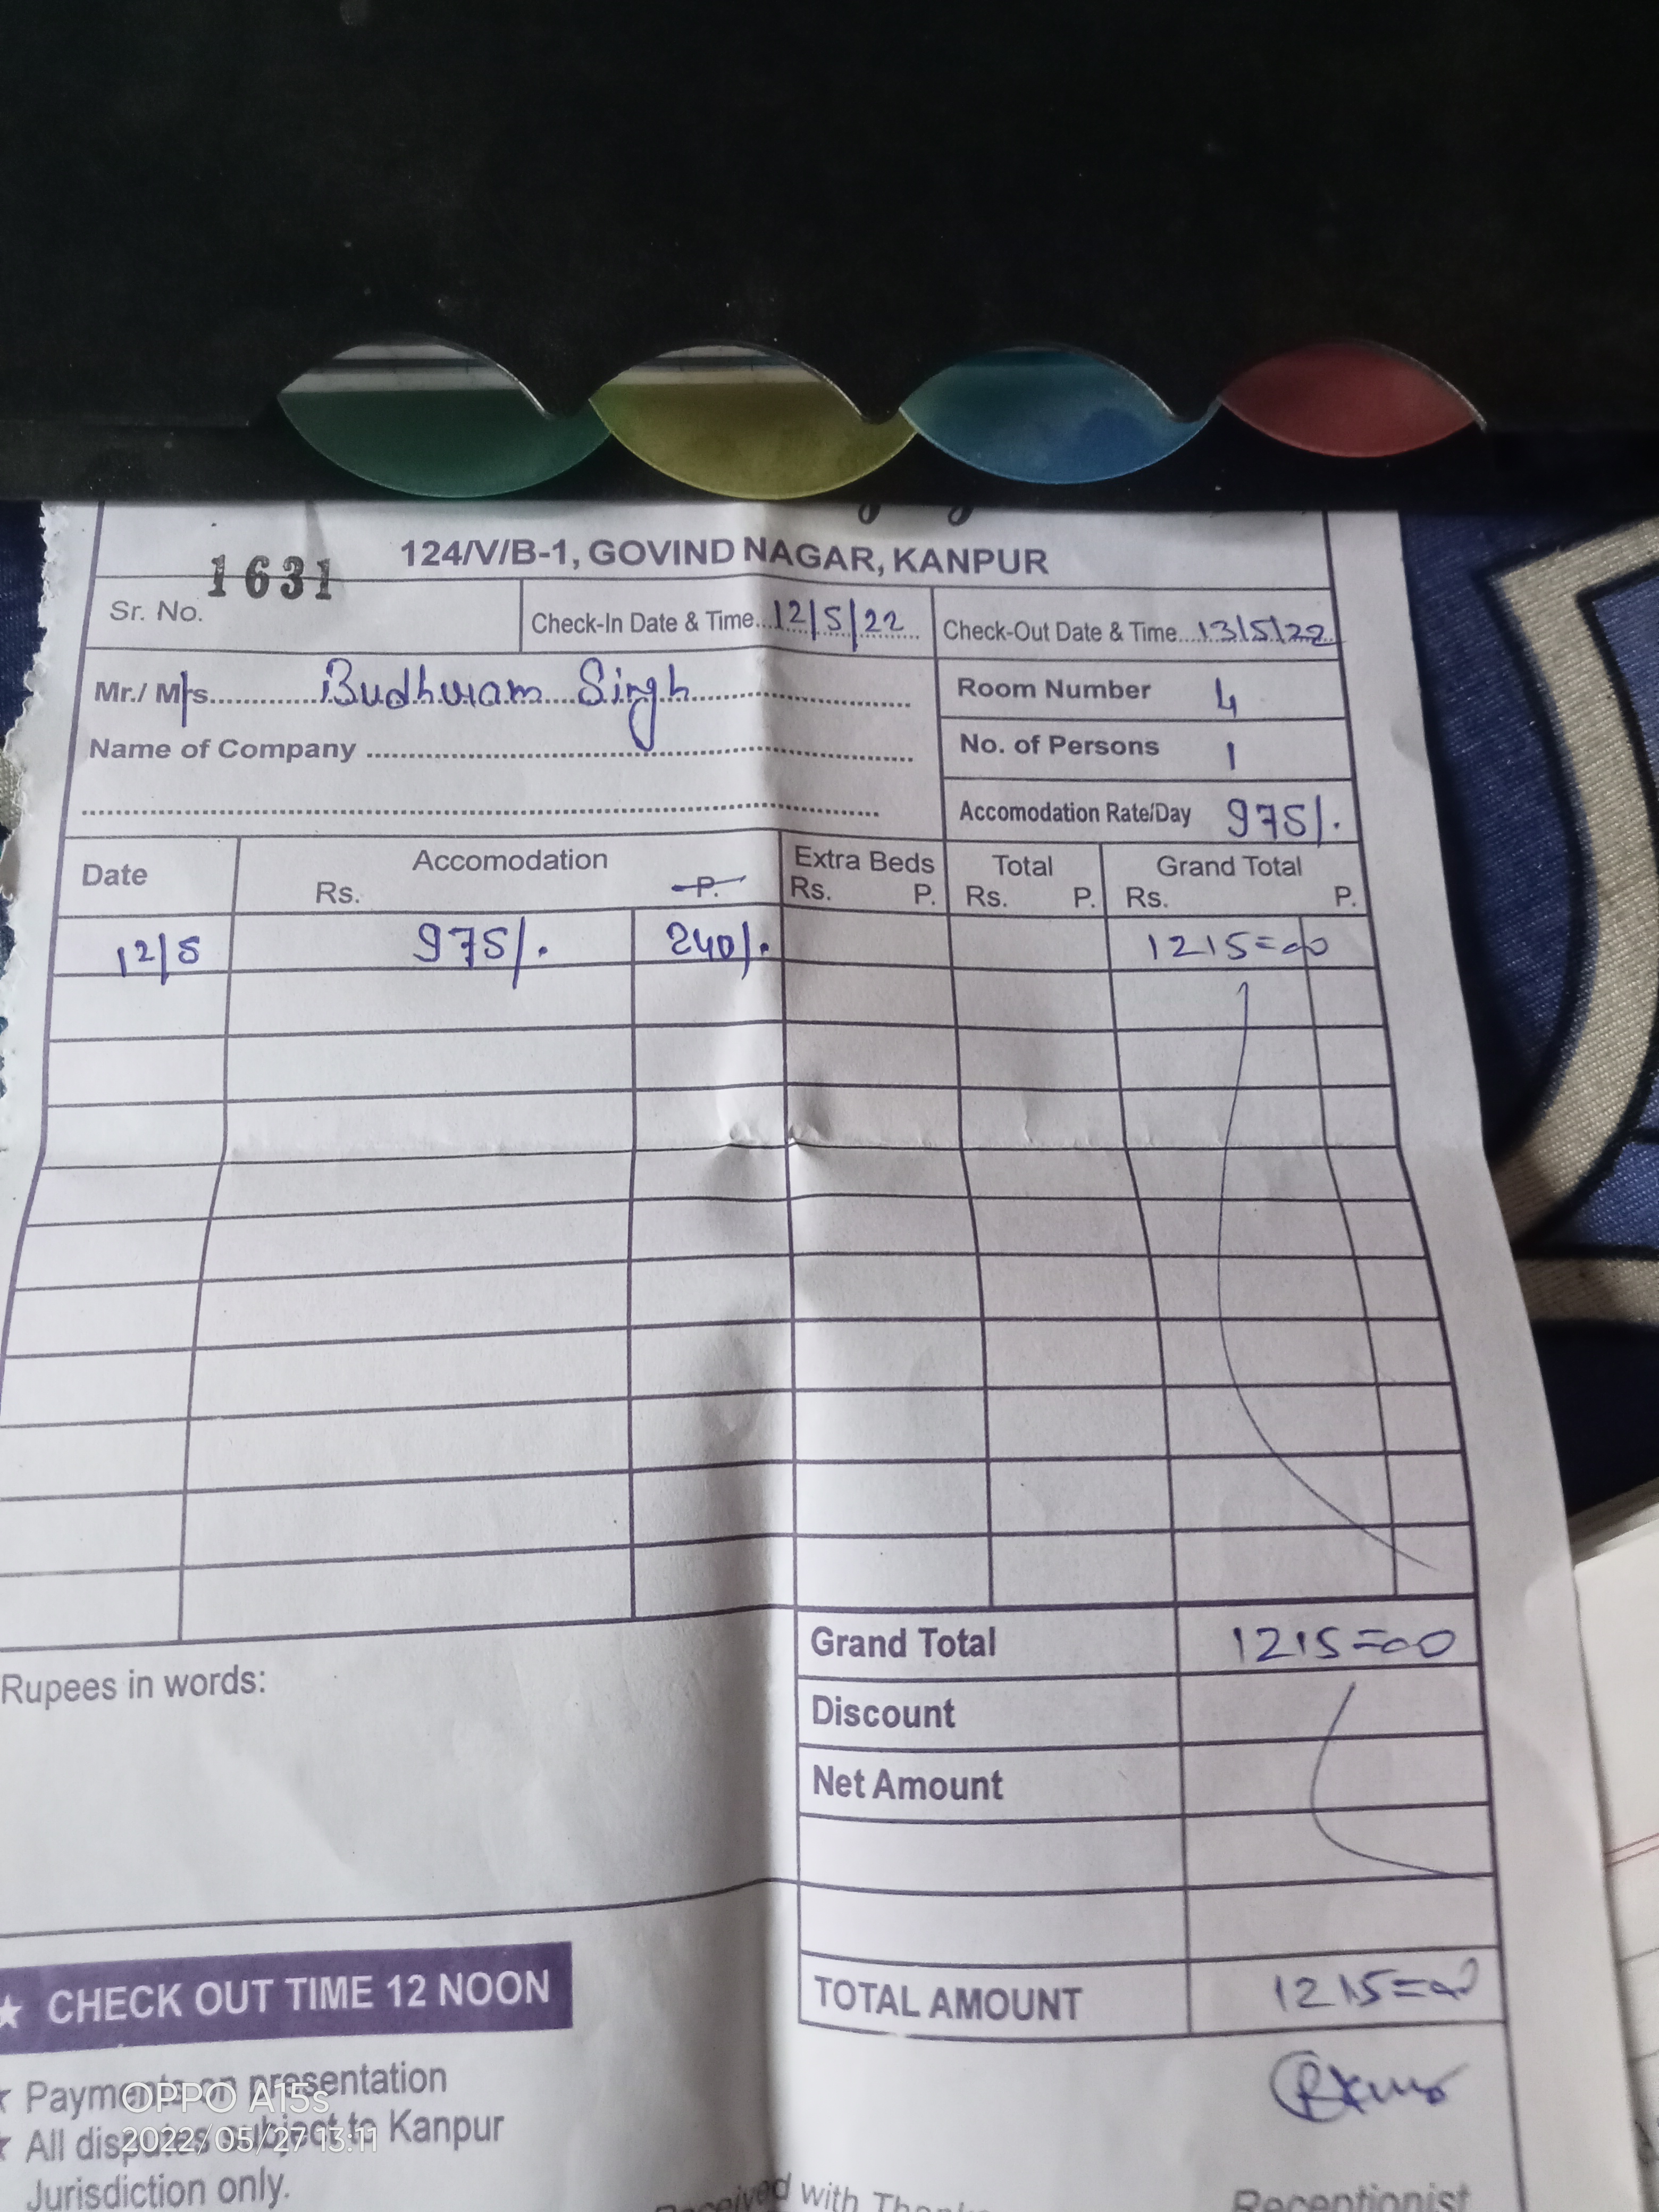 124/V/B-1, GOVIND NAGAR, KANPUR
Sr. No. 1631
Check-In Date & Time...12/5/22
Check-Out Date & Time....13/5/22
Mr./ M/s.............Budhram Singh
Room Number 4
Name of Company
No. of Persons 1
Accomodation Rate/Day 975/.
Date Accomodation Extra Beds Total Grand Total
Rs. P. Rs. P. Rs. P. Rs. P.
12/5 975/. 240/. 1215=00
Grand Total 1215=00
Rupees in words:
Discount
Net Amount
★ CHECK OUT TIME 12 NOON
TOTAL AMOUNT 1215=00
★ Payments on presentation
★ All disputes subject to Kanpur
Jurisdiction only.
Received with Thanks
Receptionist
OPPO A15s
2022/05/27 13:11